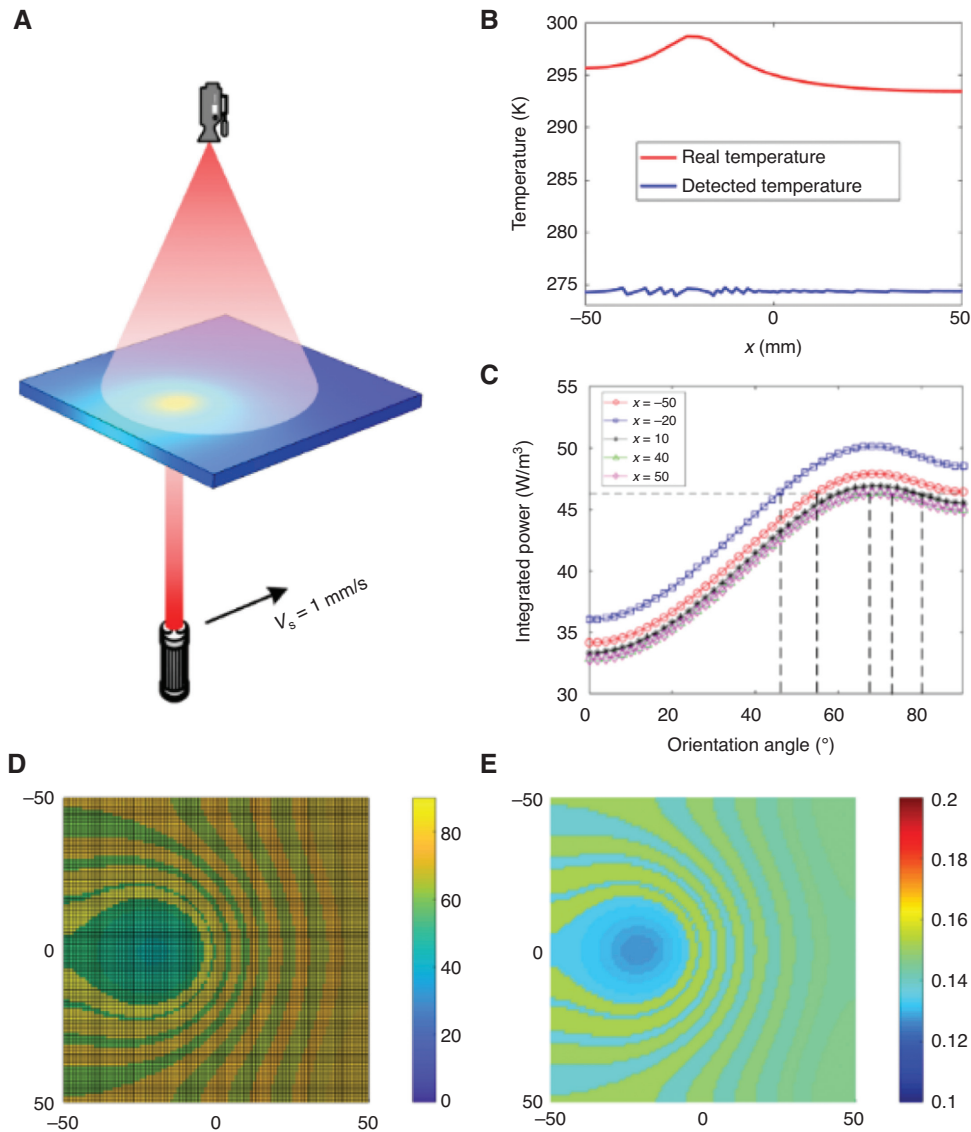 A
V_s = 1 mm/s
B
Temperature (K)
300
295
290
285
280
275
Real temperature
Detected temperature
−50
0
50
x (mm)
C
Integrated power (W/m³)
55
50
45
40
35
30
x = −50
x = −20
x = 10
x = 40
x = 50
0
20
40
60
80
Orientation angle (°)
D
−50
0
50
−50
0
50
80
60
40
20
0
E
−50
0
50
−50
0
50
0.2
0.18
0.16
0.14
0.12
0.1